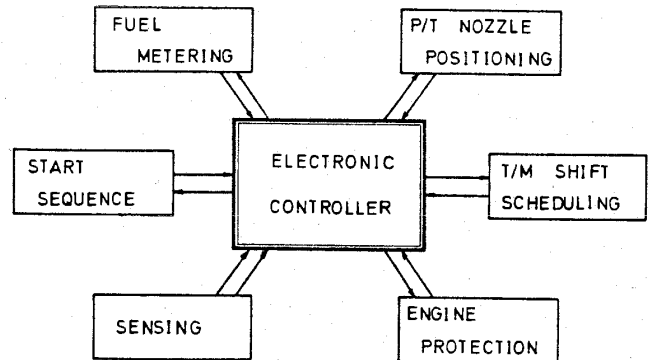 FUEL
METERING
P/T NOZZLE
POSITIONING
START
SEQUENCE
ELECTRONIC
CONTROLLER
T/M SHIFT
SCHEDULING
SENSING
ENGINE
PROTECTION